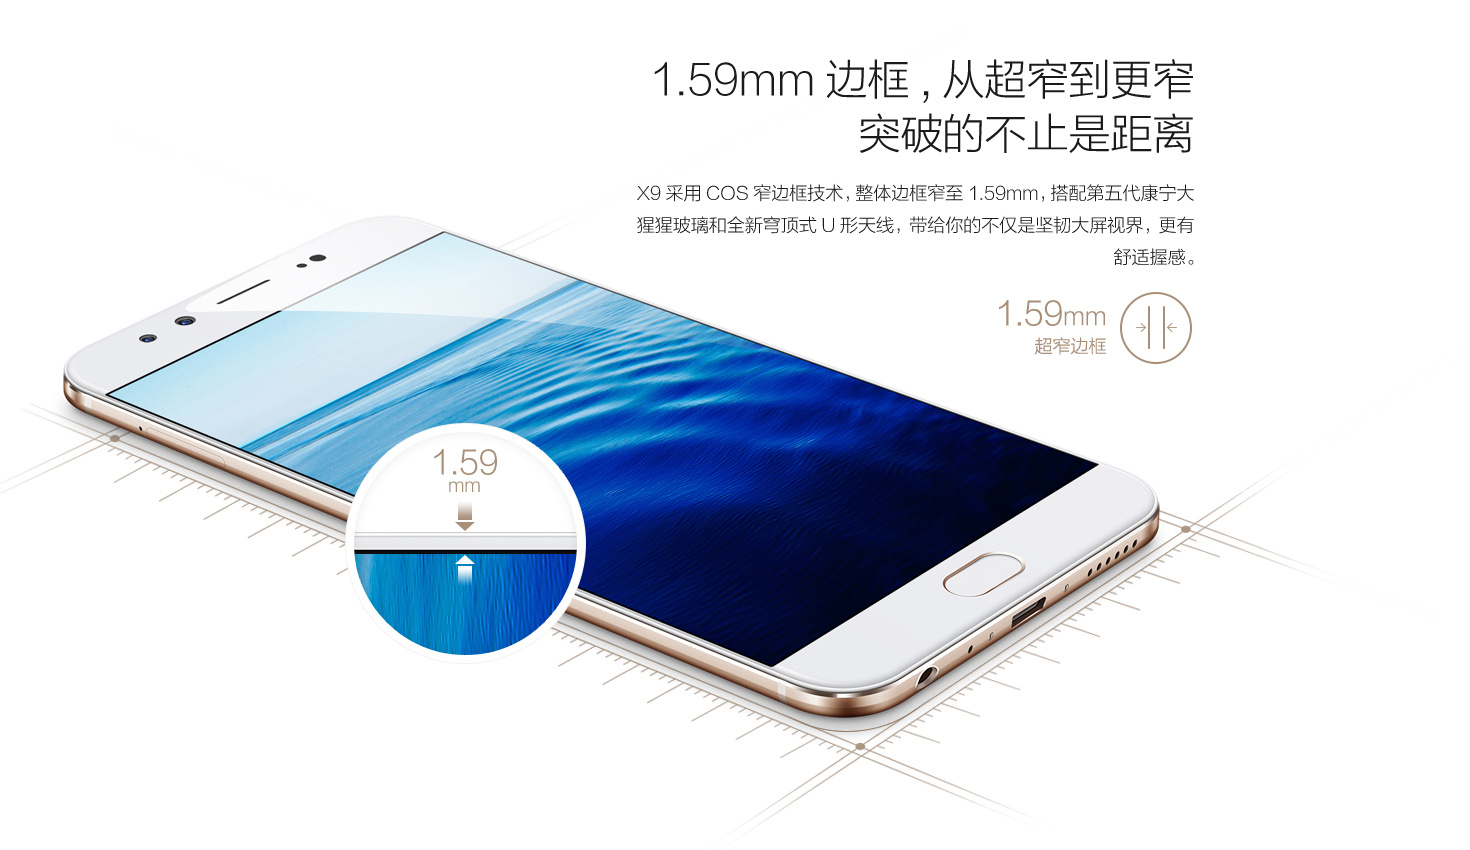 1.59mm 边框，从超窄到更窄
突破的不止是距离
X9 采用 COS 窄边框技术，整体边框窄至 1.59mm，搭配第五代康宁大
猩猩玻璃和全新穹顶式 U 形天线，带给你的不仅是坚韧大屏视界，更有
舒适握感。
1.59mm
超窄边框
1.59
mm